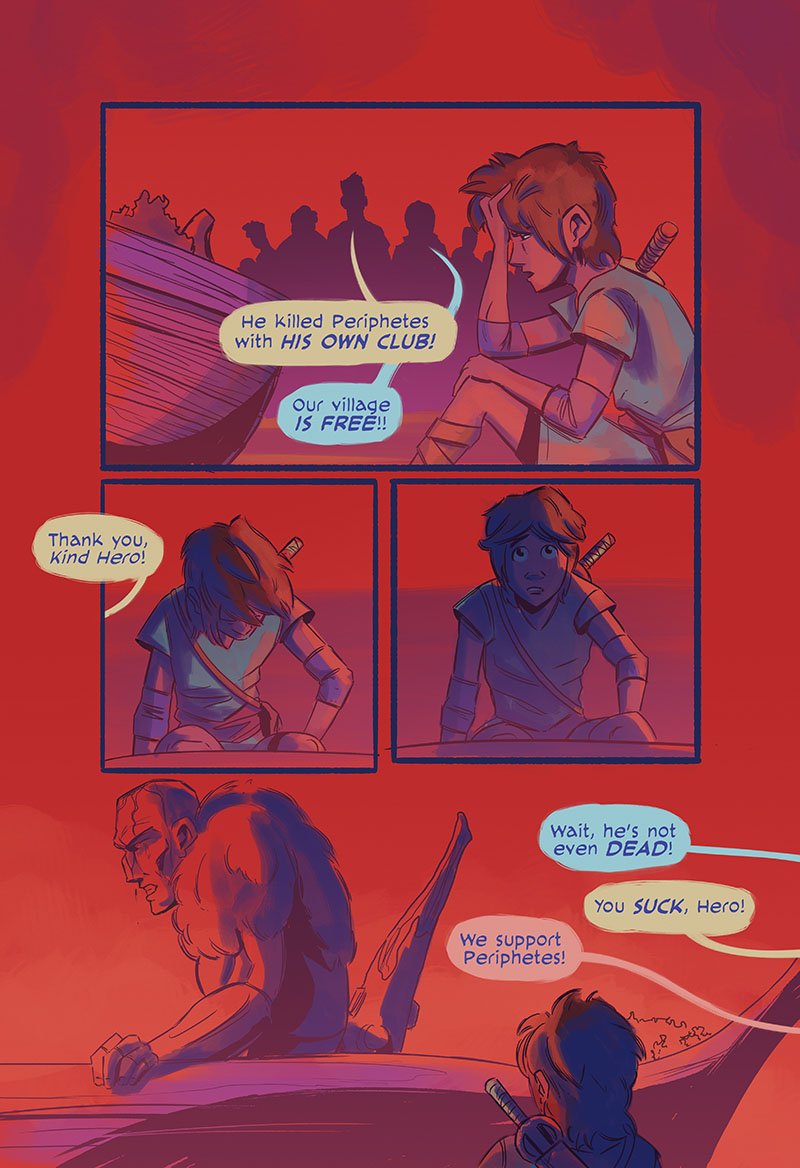 He killed Periphetes
with HIS OWN CLUB!
Our village
IS FREE!!
Thank you,
Kind Hero!
Wait, he's not
even DEAD!
You SUCK, Hero!
We support
Periphetes!